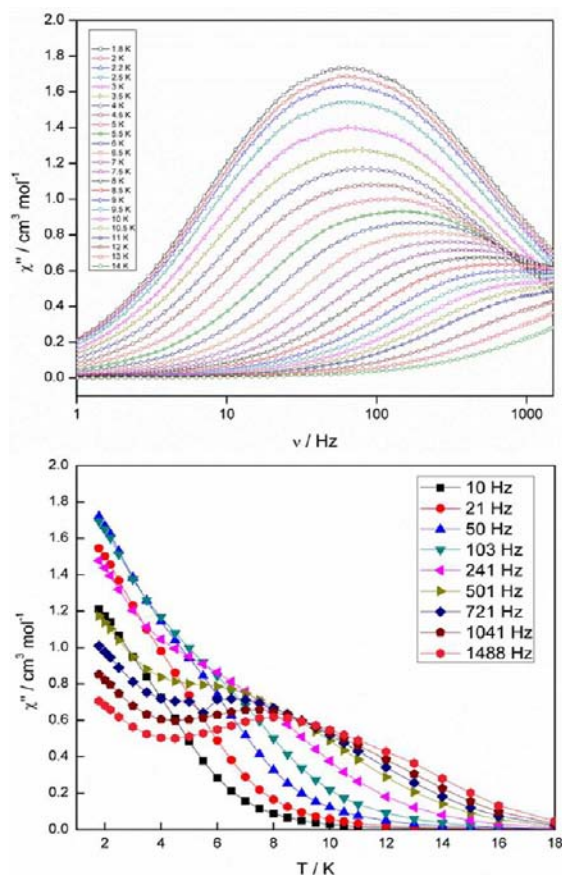 2.0
1.8
1.6
1.4
1.2
1.0
0.8
0.6
0.4
0.2
0.0
χ'' / cm³ mol⁻¹
1.8 K
2 K
2.2 K
2.5 K
3 K
3.5 K
4 K
4.5 K
5 K
5.5 K
6 K
6.5 K
7 K
7.5 K
8 K
8.5 K
9 K
9.5 K
10 K
10.5 K
11 K
12 K
13 K
14 K
1 10 100 1000
ν / Hz
2.0
1.8
1.6
1.4
1.2
1.0
0.8
0.6
0.4
0.2
0.0
χ'' / cm³ mol⁻¹
10 Hz
21 Hz
50 Hz
103 Hz
241 Hz
501 Hz
721 Hz
1041 Hz
1488 Hz
2 4 6 8 10 12 14 16 18
T / K